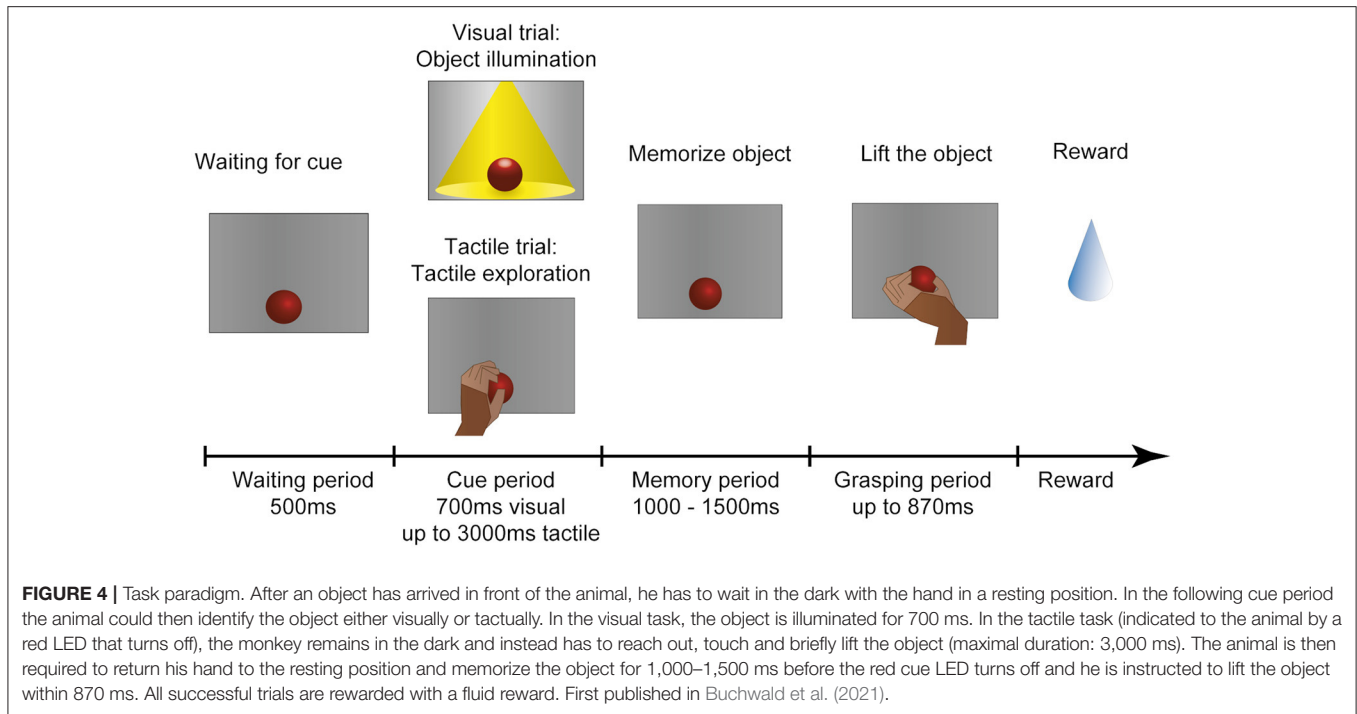 Visual trial:
Object illumination
Waiting for cue
Memorize object
Lift the object
Reward
Tactile trial:
Tactile exploration
Waiting period
500ms
Cue period
700ms visual
up to 3000ms tactile
Memory period
1000 - 1500ms
Grasping period
up to 870ms
Reward
FIGURE 4 | Task paradigm. After an object has arrived in front of the animal, he has to wait in the dark with the hand in a resting position. In the following cue period
the animal could then identify the object either visually or tactually. In the visual task, the object is illuminated for 700 ms. In the tactile task (indicated to the animal by a
red LED that turns off), the monkey remains in the dark and instead has to reach out, touch and briefly lift the object (maximal duration: 3,000 ms). The animal is then
required to return his hand to the resting position and memorize the object for 1,000–1,500 ms before the red cue LED turns off and he is instructed to lift the object
within 870 ms. All successful trials are rewarded with a fluid reward. First published in Buchwald et al. (2021).